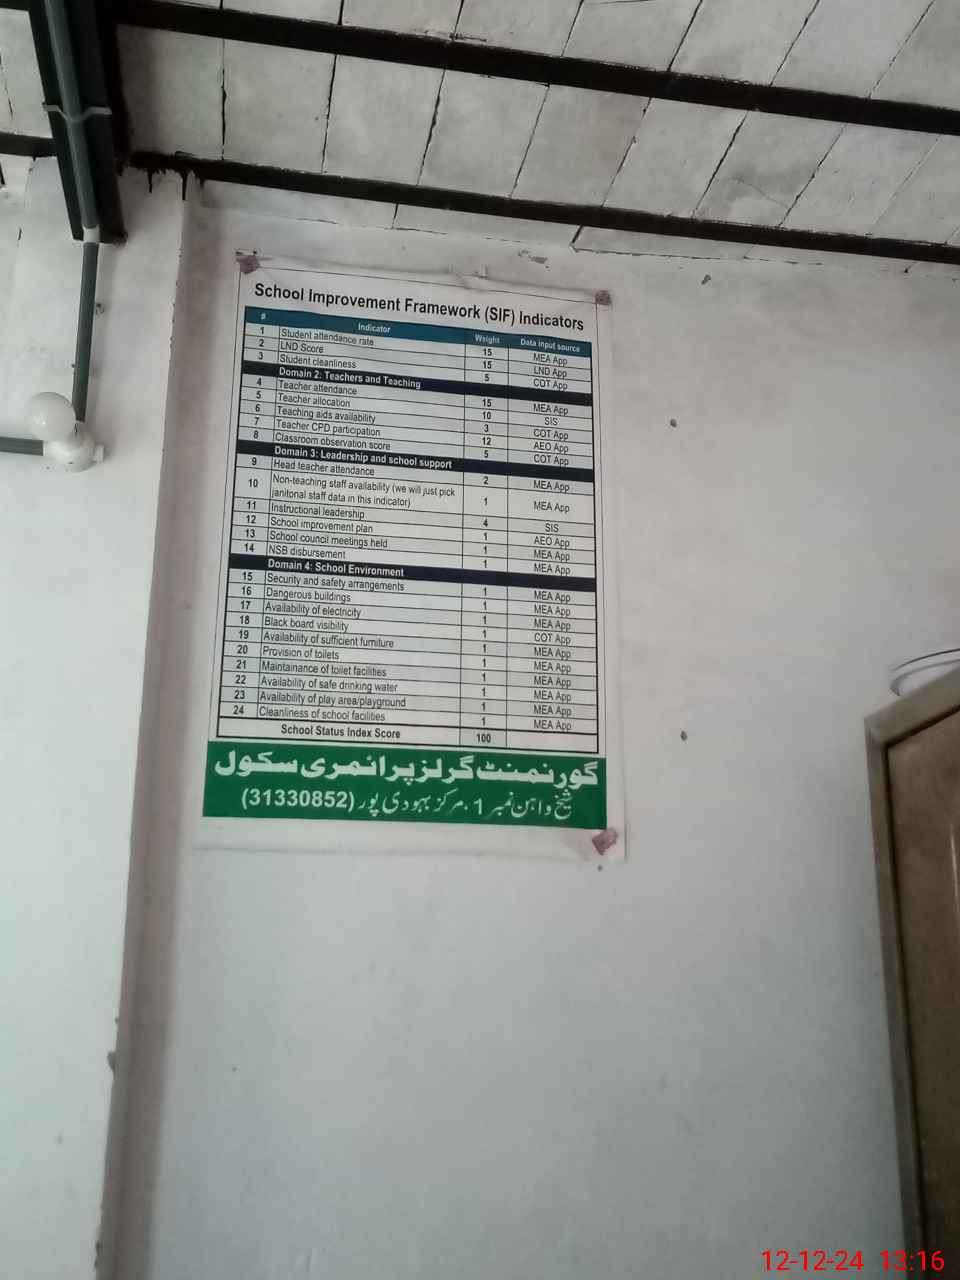 School Improvement Framework (SIF) Indicators
# Indicator Weight Data input source
1 Student attendance rate 15 MEA App
2 LND Score 15 LND App
3 Student cleanliness 5 COT App
Domain 2: Teachers and Teaching
4 Teacher attendance 15 MEA App
5 Teacher allocation 10 SIS
6 Teaching aids availability 3 COT App
7 Teacher CPD participation 12 AEO App
8 Classroom observation score 5 COT App
Domain 3: Leadership and school support
9 Head teacher attendance 2 MEA App
10 Non-teaching staff availability (we will just pick janitonal staff data in this indicator) 1 MEA App
11 Instructional leadership 4 SIS
12 School improvement plan 1 AEO App
13 School council meetings held 1 MEA App
14 NSB disbursement 1 MEA App
Domain 4: School Environment
15 Security and safety arrangements 1 MEA App
16 Dangerous buildings 1 MEA App
17 Availability of electricity 1 MEA App
18 Black board visibility 1 COT App
19 Availability of sufficient furniture 1 MEA App
20 Provision of toilets 1 MEA App
21 Maintainance of toilet facilities 1 MEA App
22 Availability of safe drinking water 1 MEA App
23 Availability of play area/playground 1 MEA App
24 Cleanliness of school facilities 1 MEA App
School Status Index Score 100
گورنمنٹ گرلز پرائمری سکول
شیخ واہن نمبر 1 ،مرکز بہودی پور (31330852)
12-12-24 13:16